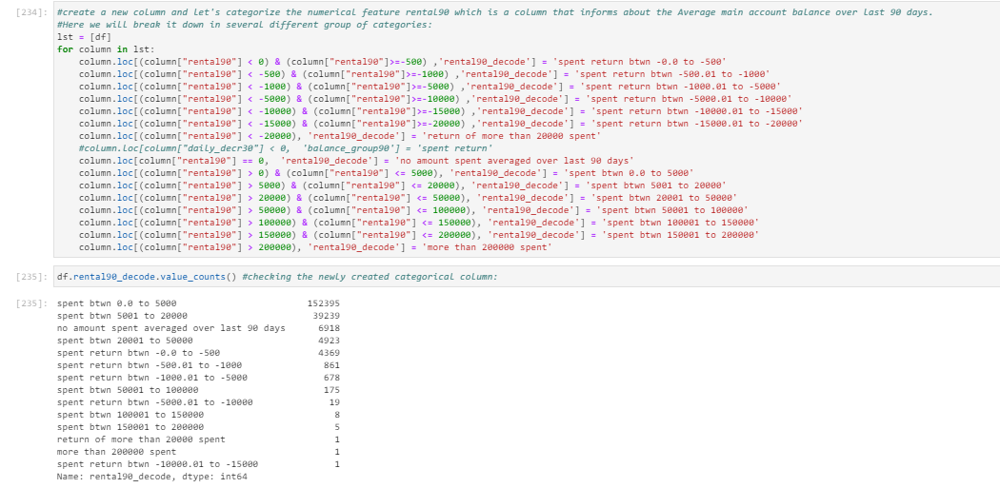 [234]: #create a new column and let's categorize the numerical feature rental90 which is a column that informs about the Average main account balance over last 90 days.
#Here we will break it down in several different group of categories:
lst = [df]
for column in lst:
    column.loc[(column["rental90"] < 0) & (column["rental90"]>=-500) ,'rental90_decode'] = 'spent return btwn -0.0 to -500'
    column.loc[(column["rental90"] < -500) & (column["rental90"]>=-1000) ,'rental90_decode'] = 'spent return btwn -500.01 to -1000'
    column.loc[(column["rental90"] < -1000) & (column["rental90"]>=-5000) ,'rental90_decode'] = 'spent return btwn -1000.01 to -5000'
    column.loc[(column["rental90"] < -5000) & (column["rental90"]>=-10000) ,'rental90_decode'] = 'spent return btwn -5000.01 to -10000'
    column.loc[(column["rental90"] < -10000) & (column["rental90"]>=-15000) ,'rental90_decode'] = 'spent return btwn -10000.01 to -15000'
    column.loc[(column["rental90"] < -15000) & (column["rental90"]>=-20000) ,'rental90_decode'] = 'spent return btwn -15000.01 to -20000'
    column.loc[(column["rental90"] < -20000), 'rental90_decode'] = 'return of more than 20000 spent'
    #column.loc[column["daily_decr30"] < 0,  'balance_group90'] = 'spent return'
    column.loc[column["rental90"] == 0,  'rental90_decode'] = 'no amount spent averaged over last 90 days'
    column.loc[(column["rental90"] > 0) & (column["rental90"] <= 5000), 'rental90_decode'] = 'spent btwn 0.0 to 5000'
    column.loc[(column["rental90"] > 5000) & (column["rental90"] <= 20000), 'rental90_decode'] = 'spent btwn 5001 to 20000'
    column.loc[(column["rental90"] > 20000) & (column["rental90"] <= 50000), 'rental90_decode'] = 'spent btwn 20001 to 50000'
    column.loc[(column["rental90"] > 50000) & (column["rental90"] <= 100000), 'rental90_decode'] = 'spent btwn 50001 to 100000'
    column.loc[(column["rental90"] > 100000) & (column["rental90"] <= 150000), 'rental90_decode'] = 'spent btwn 100001 to 150000'
    column.loc[(column["rental90"] > 150000) & (column["rental90"] <= 200000), 'rental90_decode'] = 'spent btwn 150001 to 200000'
    column.loc[(column["rental90"] > 200000), 'rental90_decode'] = 'more than 200000 spent'
[235]: df.rental90_decode.value_counts() #checking the newly created categorical column:
[235]: spent btwn 0.0 to 5000 152395
spent btwn 5001 to 20000 39239
no amount spent averaged over last 90 days 6918
spent btwn 20001 to 50000 4923
spent return btwn -0.0 to -500 4369
spent return btwn -500.01 to -1000 861
spent return btwn -1000.01 to -5000 678
spent btwn 50001 to 100000 175
spent return btwn -5000.01 to -10000 19
spent btwn 100001 to 150000 8
spent btwn 150001 to 200000 5
return of more than 20000 spent 1
more than 200000 spent 1
spent return btwn -10000.01 to -15000 1
Name: rental90_decode, dtype: int64